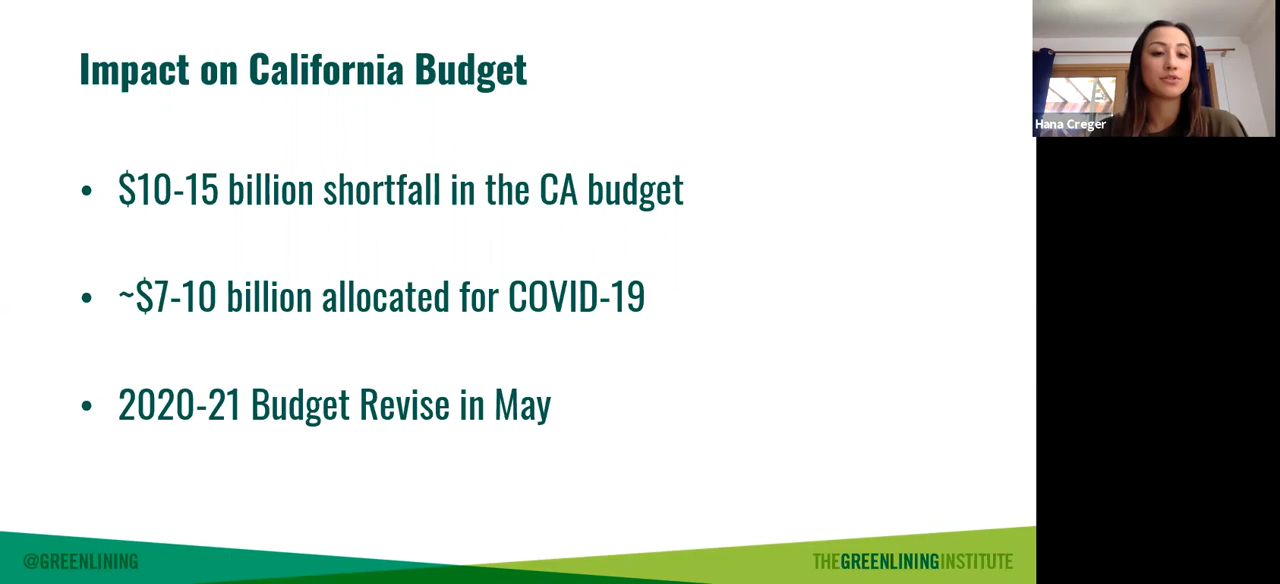 Impact on California Budget
Hana Creger
• $10-15 billion shortfall in the CA budget
• ~$7-10 billion allocated for COVID-19
• 2020-21 Budget Revise in May
@GREENLINING
THEGREENLININGINSTITUTE